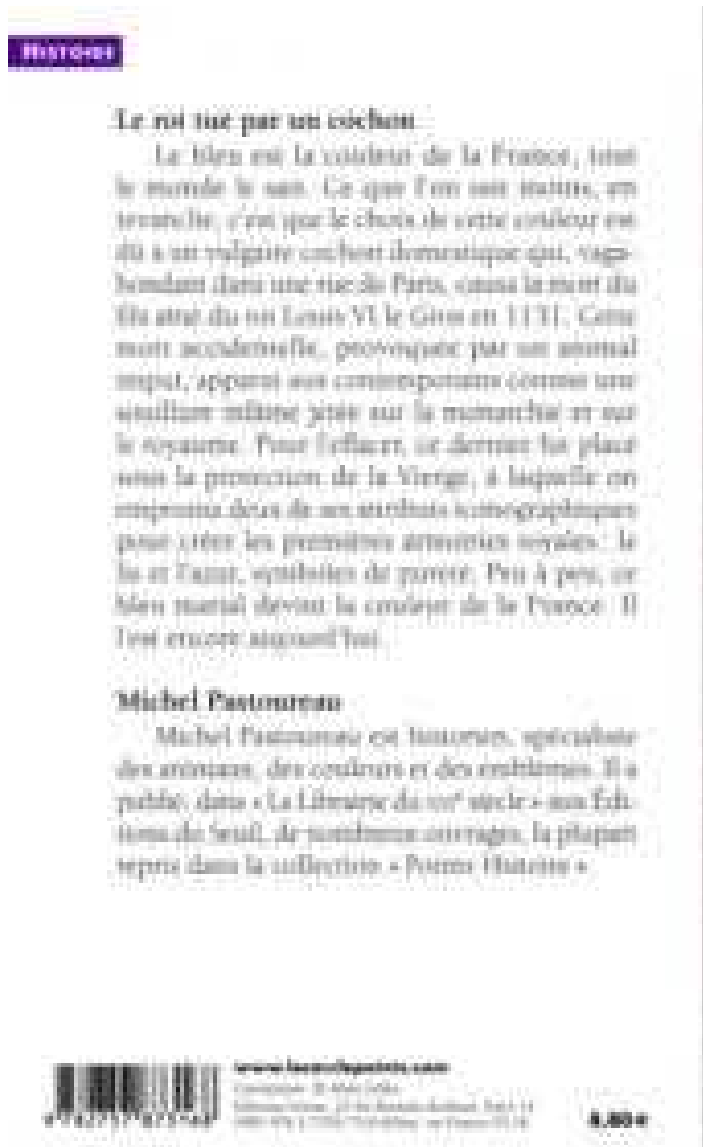 HISTOIRE
Le roi tué par un cochon
Le bleu est la couleur de la France, tout
le monde le sait. Ce que l'on sait moins, en
revanche, c'est que le choix de cette couleur est
dû à un vulgaire cochon domestique qui, vaga-
bondant dans une rue de Paris, causa la mort du
fils aîné du roi Louis VI le Gros en 1131. Cette
mort accidentelle, provoquée par un animal
impur, apparut aux contemporains comme une
souillure infâme jetée sur la monarchie et sur
le royaume. Pour l'effacer, ce dernier fut placé
sous la protection de la Vierge, à laquelle on
emprunta deux de ses attributs iconographiques
pour créer les premières armoiries royales : le
lis et l'azur, symboles de pureté. Peu à peu, ce
bleu marial devint la couleur de la France. Il
l'est encore aujourd'hui.
Michel Pastoureau
Michel Pastoureau est historien, spécialiste
des animaux, des couleurs et des emblèmes. Il a
publié, dans « La Librairie du XXIe siècle » aux Édi-
tions du Seuil, de nombreux ouvrages, la plupart
repris dans la collection « Points Histoire ».
www.lecerclepoints.com